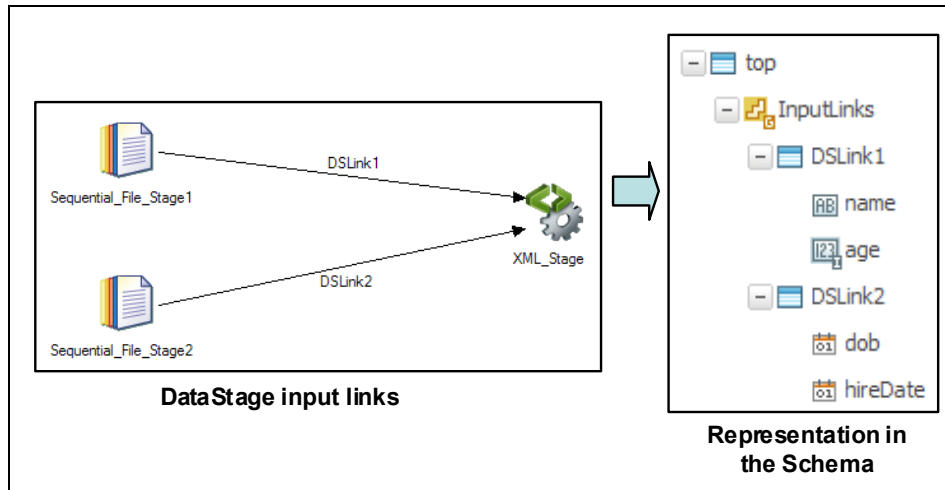 DSLink1
Sequential_File_Stage1
XML_Stage
DSLink2
Sequential_File_Stage2
DataStage input links
top
InputLinks
DSLink1
name
age
DSLink2
dob
hireDate
Representation in
the Schema